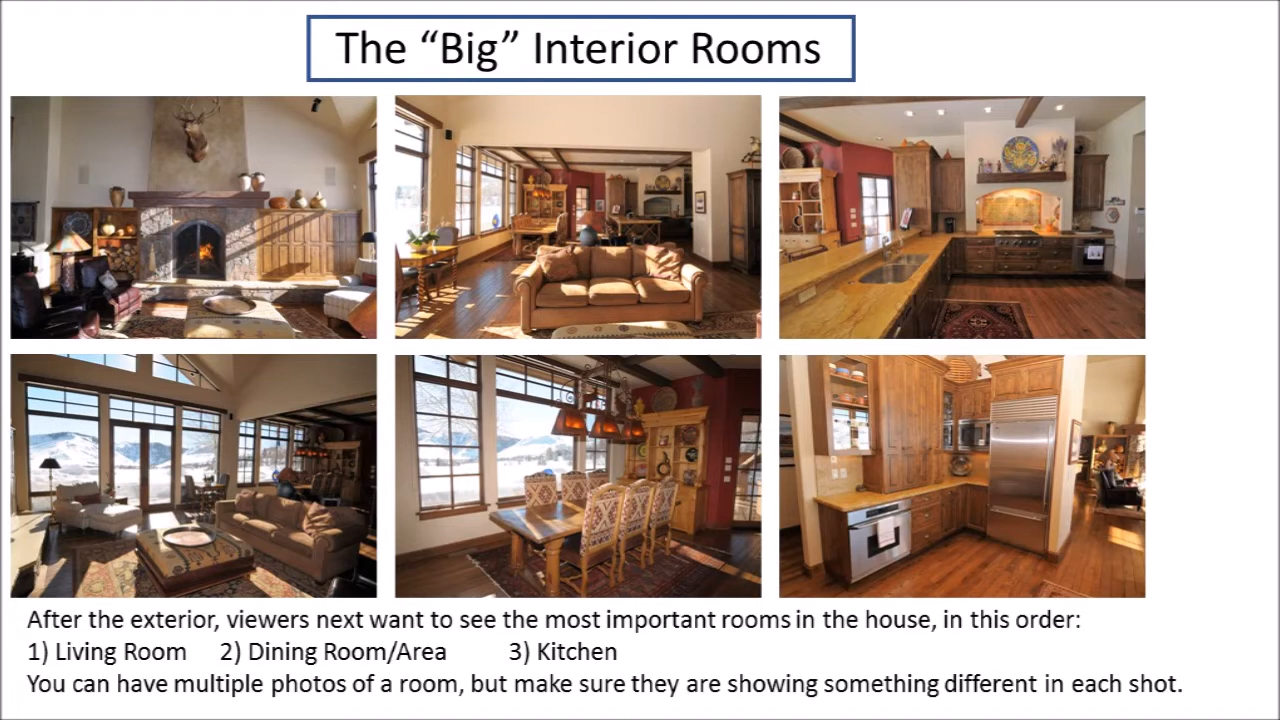 The “Big” Interior Rooms
After the exterior, viewers next want to see the most important rooms in the house, in this order:
1) Living Room 2) Dining Room/Area 3) Kitchen
You can have multiple photos of a room, but make sure they are showing something different in each shot.